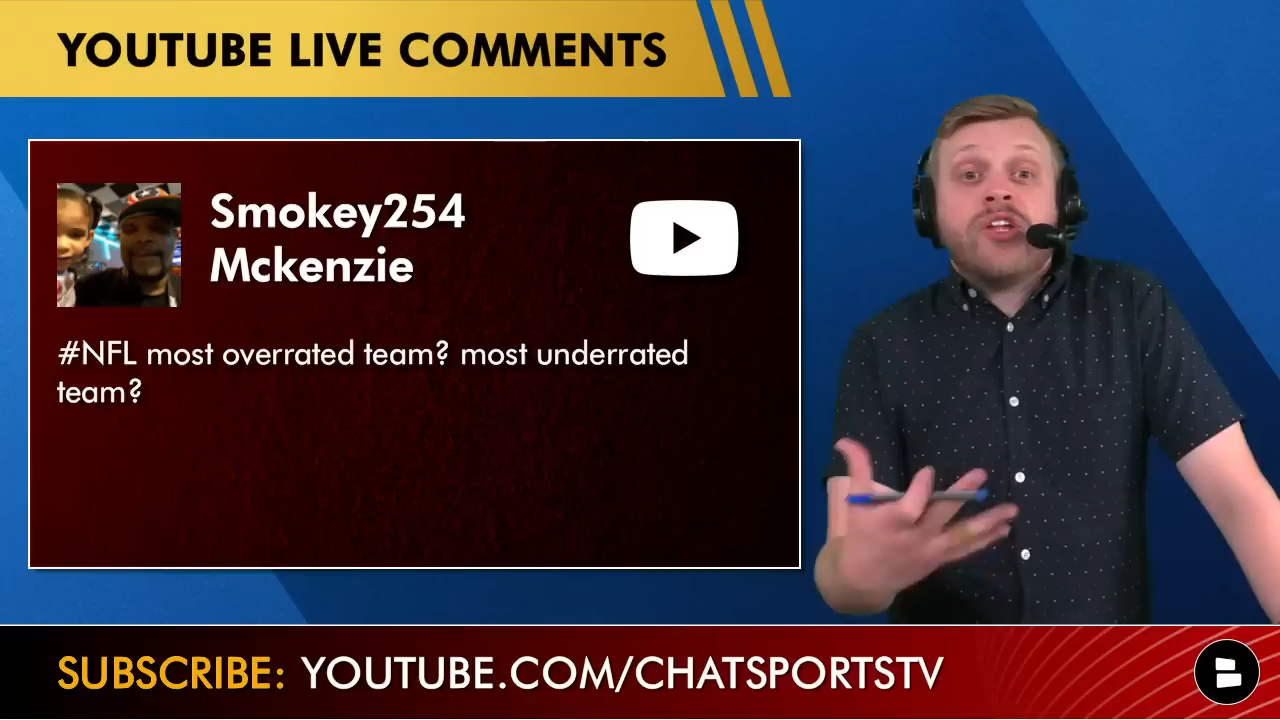 YOUTUBE LIVE COMMENTS
Smokey254
Mckenzie
#NFL most overrated team? most underrated
team?
SUBSCRIBE: YOUTUBE.COM/CHATSPORTSTV